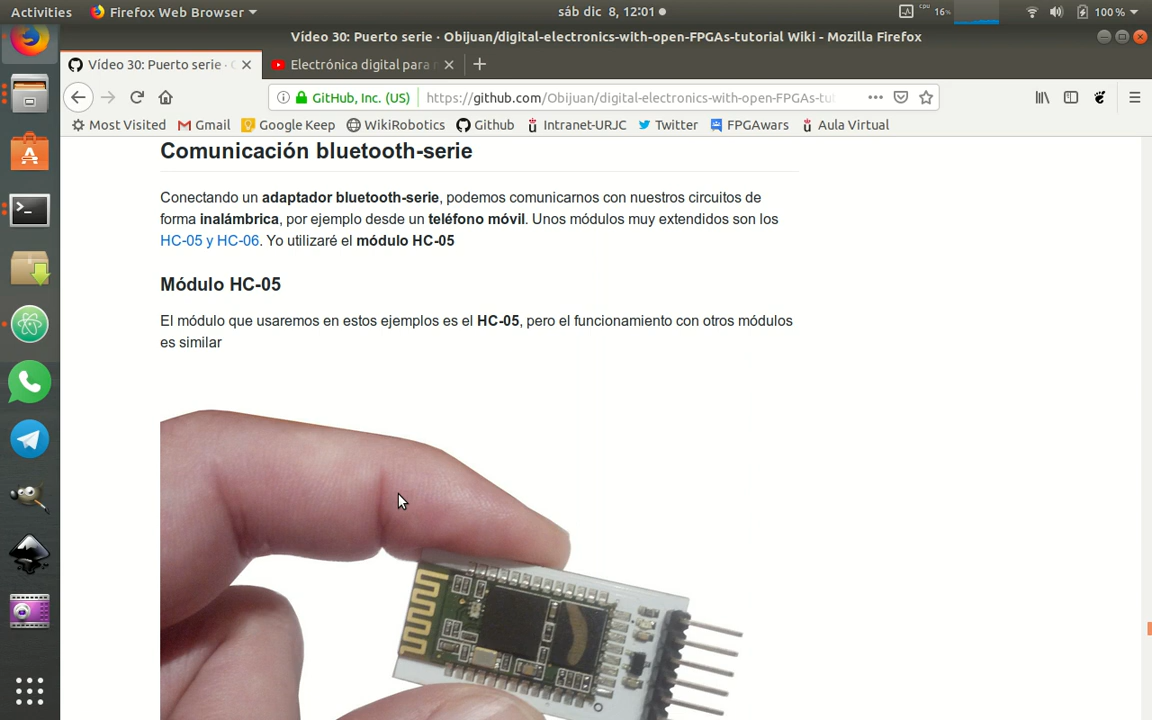 Activities
Firefox Web Browser
sáb dic 8, 12:01
cpu 16%
100 %
Vídeo 30: Puerto serie · Obijuan/digital-electronics-with-open-FPGAs-tutorial Wiki - Mozilla Firefox
Vídeo 30: Puerto serie ·
Electrónica digital para
GitHub, Inc. (US)
https://github.com/Obijuan/digital-electronics-with-open-FPGAs-tut
Most Visited
Gmail
Google Keep
WikiRobotics
Github
Intranet-URJC
Twitter
FPGAwars
Aula Virtual
Comunicación bluetooth-serie
Conectando un adaptador bluetooth-serie, podemos comunicarnos con nuestros circuitos de
forma inalámbrica, por ejemplo desde un teléfono móvil. Unos módulos muy extendidos son los
HC-05 y HC-06. Yo utilizaré el módulo HC-05
Módulo HC-05
El módulo que usaremos en estos ejemplos es el HC-05, pero el funcionamiento con otros módulos
es similar